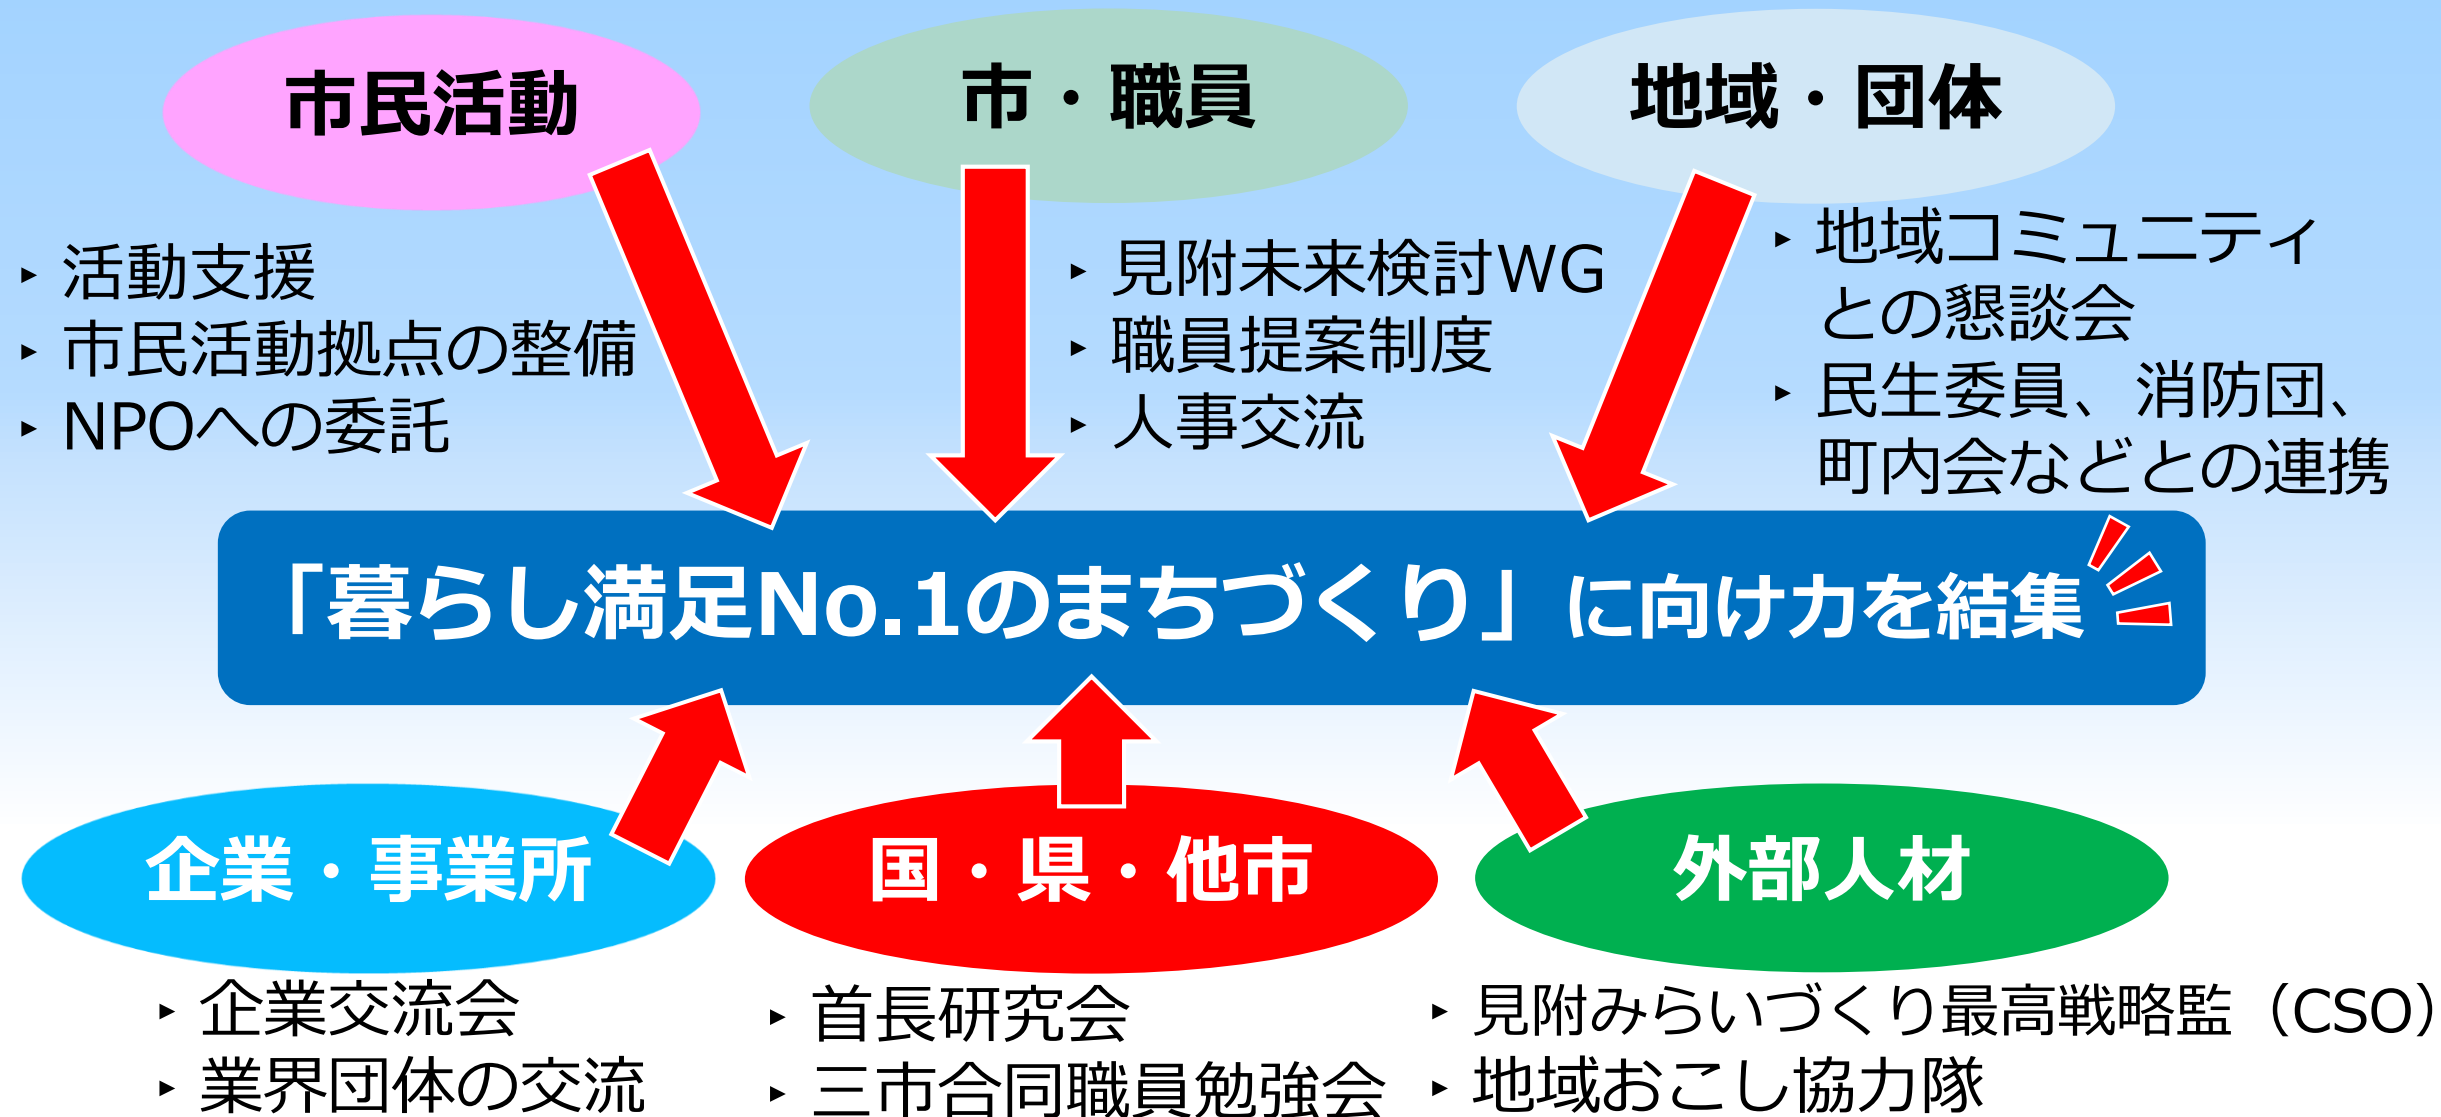 市民活動
▸ 活動支援
▸ 市民活動拠点の整備
▸ NPOへの委託
市・職員
▸ 見附未来検討WG
▸ 職員提案制度
▸ 人事交流
地域・団体
▸ 地域コミュニティ
との懇談会
▸ 民生委員、消防団、
町内会などとの連携
「暮らし満足No.1のまちづくり」に向け力を結集
企業・事業所
▸ 企業交流会
▸ 業界団体の交流
国・県・他市
▸ 首長研究会
▸ 三市合同職員勉強会
外部人材
▸ 見附みらいづくり最高戦略監（CSO）
▸ 地域おこし協力隊